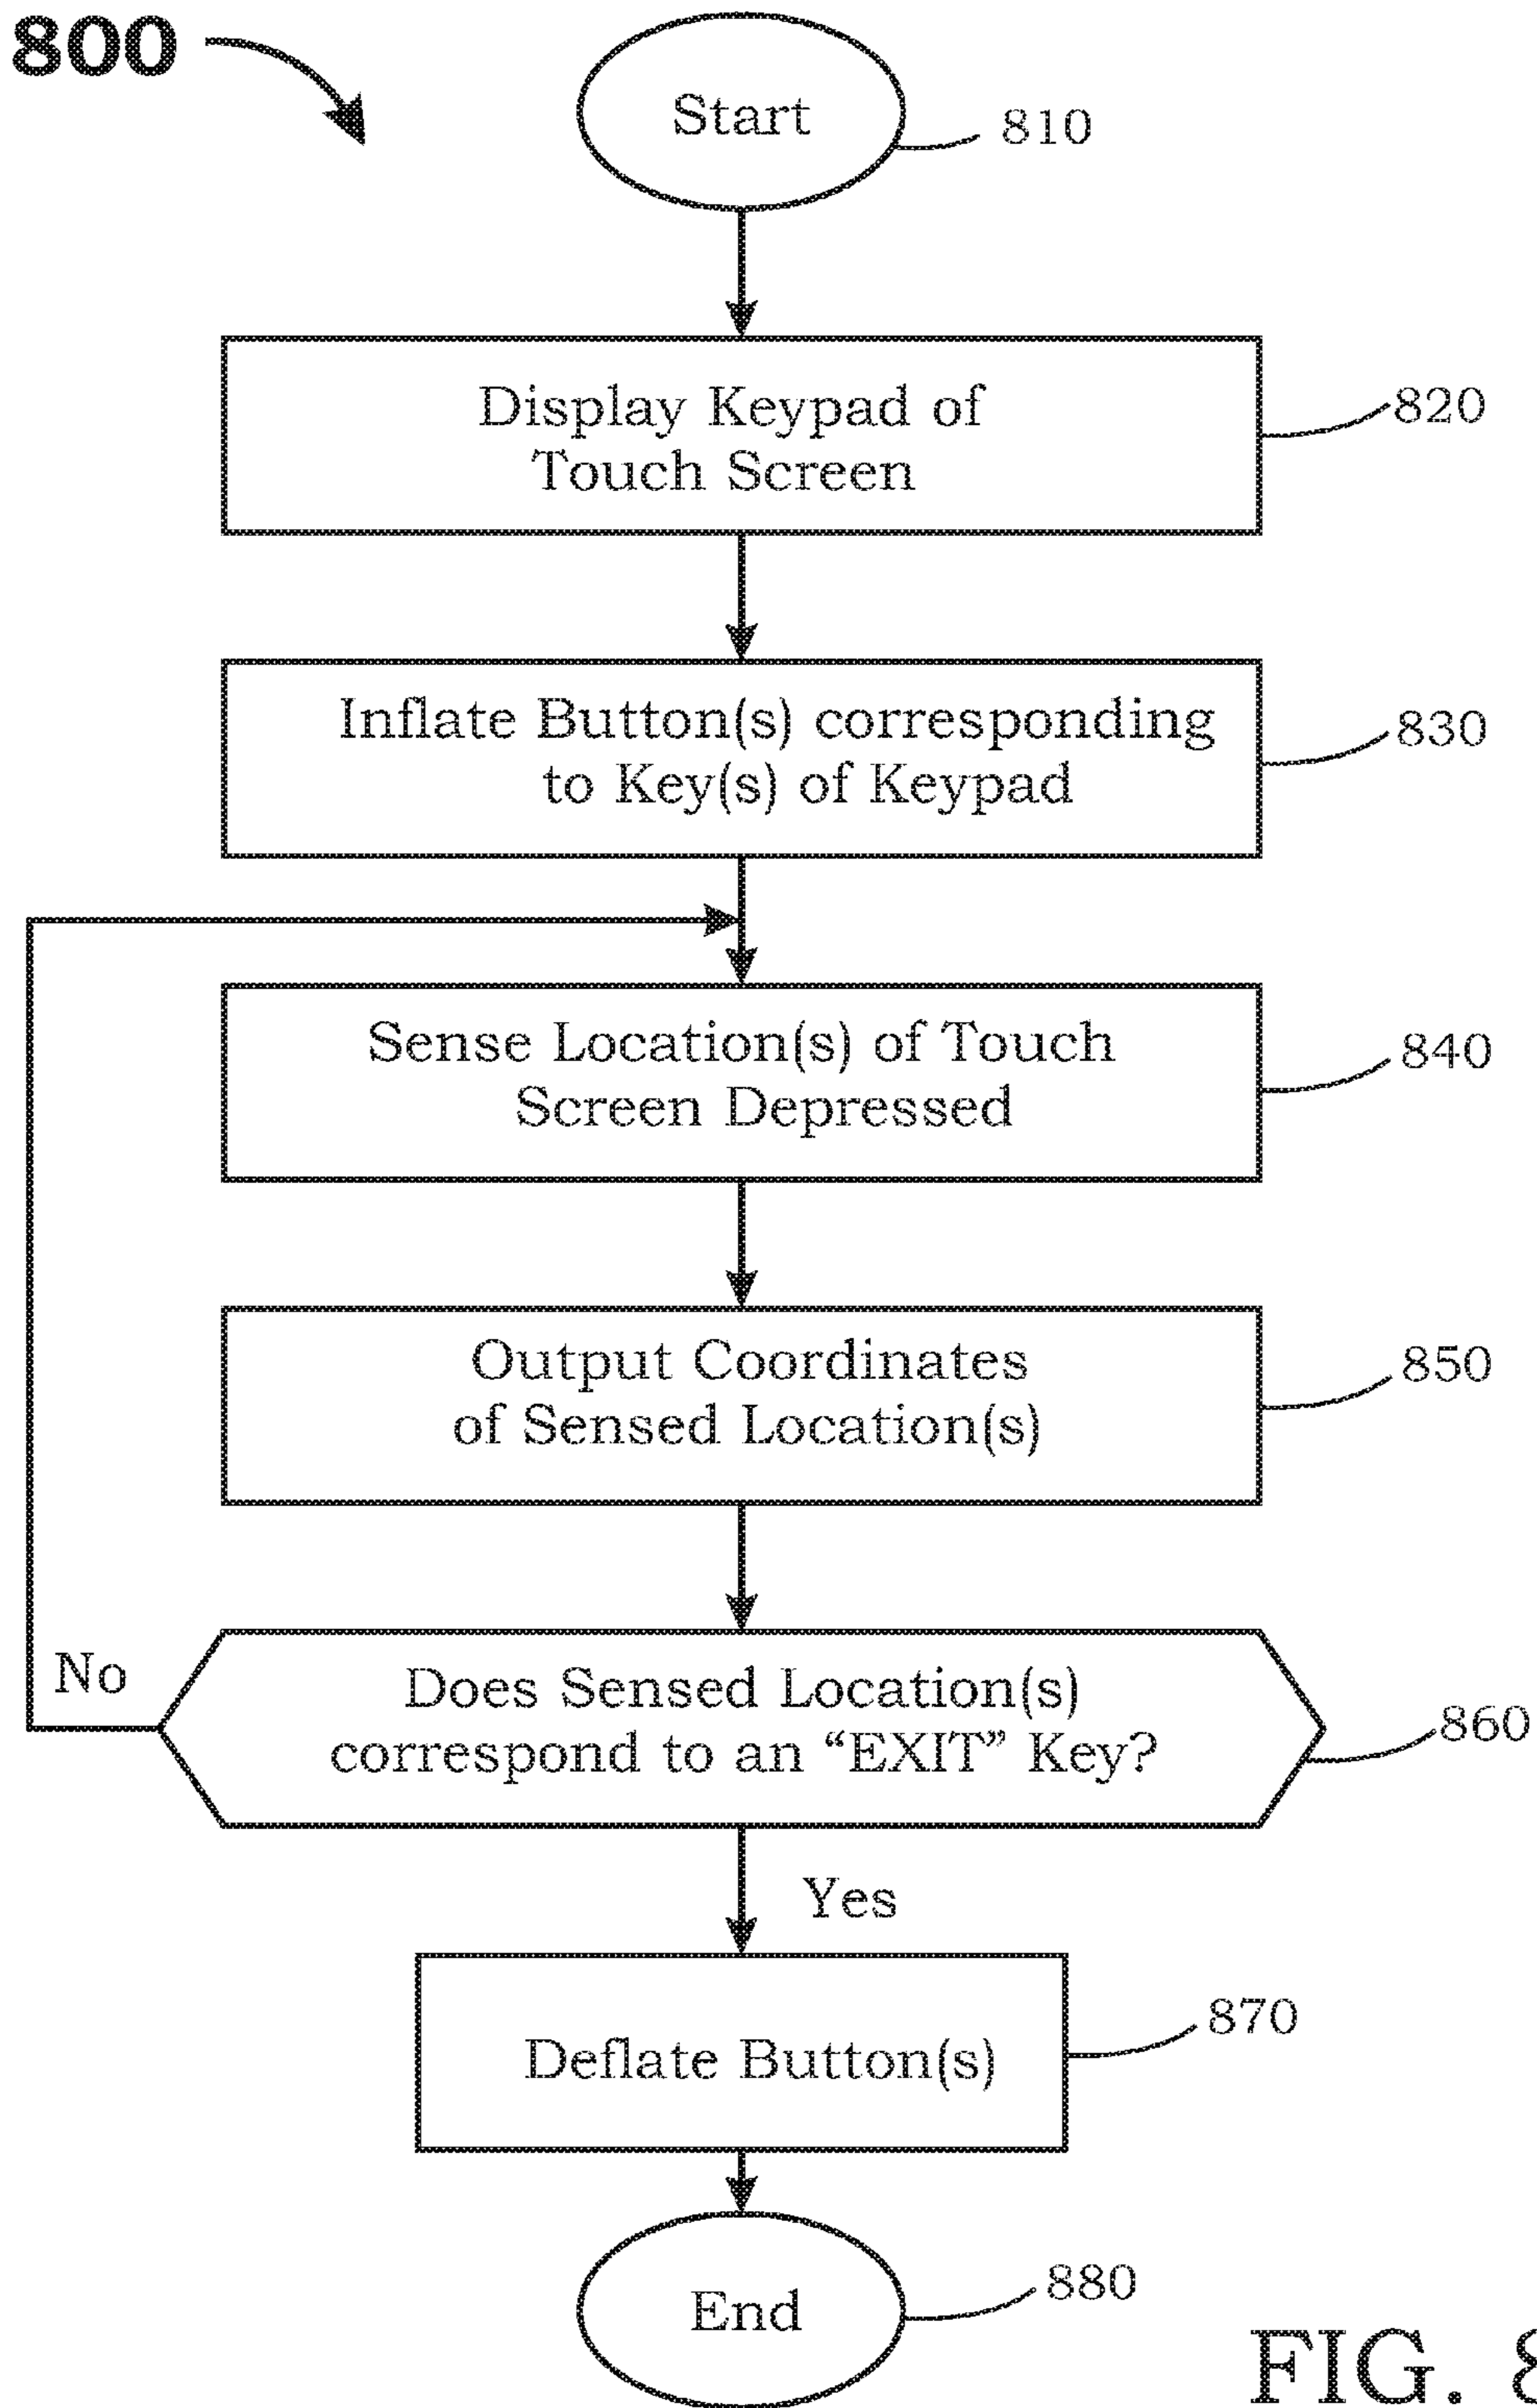 800
Start
810
Display Keypad of
Touch Screen
820
Inflate Button(s) corresponding
to Key(s) of Keypad
830
Sense Location(s) of Touch
Screen Depressed
840
Output Coordinates
of Sensed Location(s)
850
No
Does Sensed Location(s)
correspond to an “EXIT” Key?
860
Yes
Deflate Button(s)
870
End
880
FIG. 8